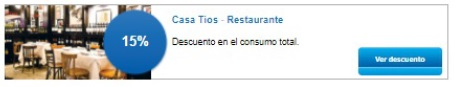 Casa Tios - Restaurante
15%
Descuento en el consumo total.
Ver descuento